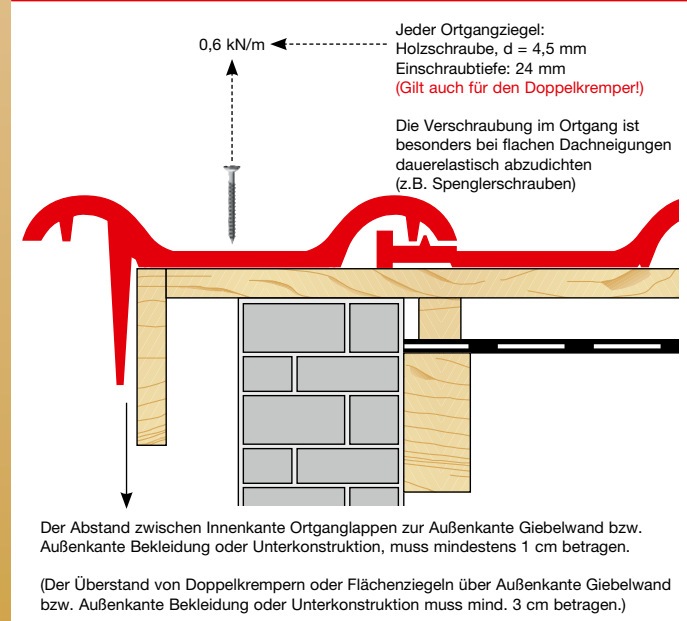 0,6 kN/m
Jeder Ortgangziegel:
Holzschraube, d = 4,5 mm
Einschraubtiefe: 24 mm
(Gilt auch für den Doppelkremper!)
Die Verschraubung im Ortgang ist
besonders bei flachen Dachneigungen
dauerelastisch abzudichten
(z.B. Spenglerschrauben)
Der Abstand zwischen Innenkante Ortganglappen zur Außenkante Giebelwand bzw.
Außenkante Bekleidung oder Unterkonstruktion, muss mindestens 1 cm betragen.
(Der Überstand von Doppelkrempern oder Flächenziegeln über Außenkante Giebelwand
bzw. Außenkante Bekleidung oder Unterkonstruktion muss mind. 3 cm betragen.)